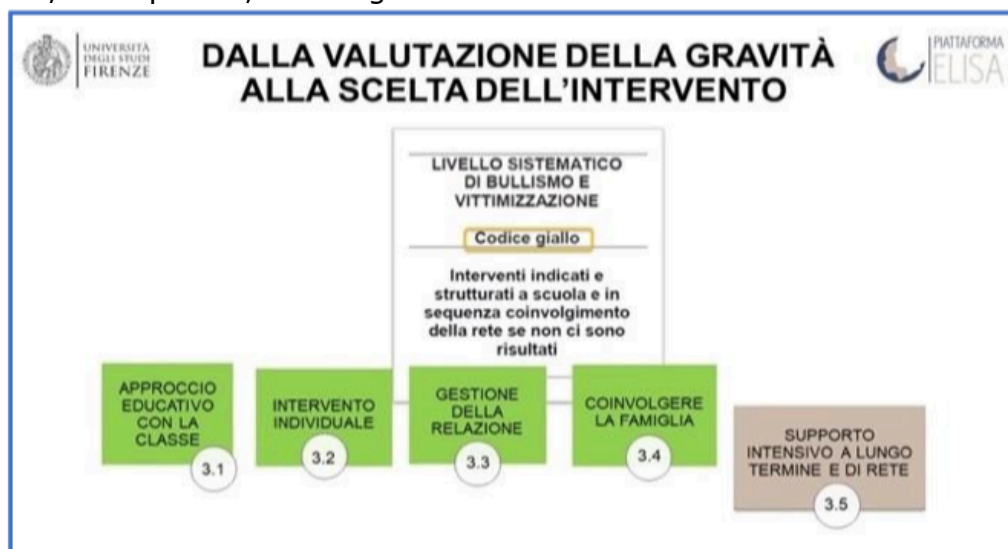 UNIVERSITÀ
DEGLI STUDI
FIRENZE
DALLA VALUTAZIONE DELLA GRAVITÀ
ALLA SCELTA DELL'INTERVENTO
PIATTAFORMA
ELISA
LIVELLO SISTEMATICO
DI BULLISMO E
VITTIMIZZAZIONE
Codice giallo
Interventi indicati e
strutturati a scuola e in
sequenza coinvolgimento
della rete se non ci sono
risultati
APPROCCIO
EDUCATIVO
CON LA
CLASSE
3.1
INTERVENTO
INDIVIDUALE
3.2
GESTIONE
DELLA
RELAZIONE
3.3
COINVOLGERE
LA FAMIGLIA
3.4
SUPPORTO
INTENSIVO A LUNGO
TERMINE E DI RETE
3.5